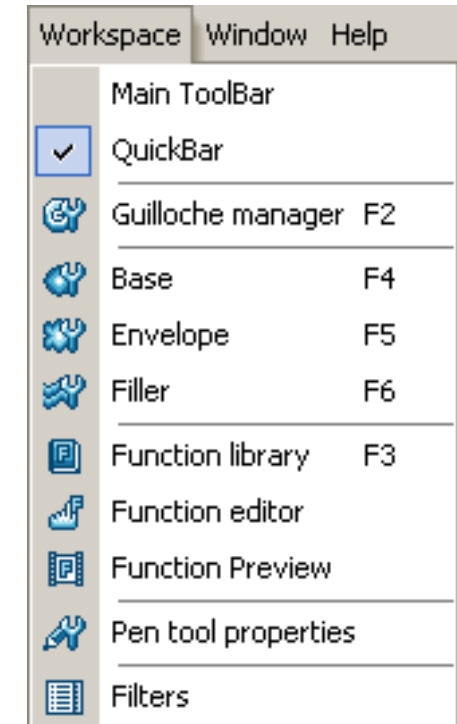 Workspace Window Help
Main ToolBar
QuickBar
Guilloche manager F2
Base F4
Envelope F5
Filler F6
Function library F3
Function editor
Function Preview
Pen tool properties
Filters